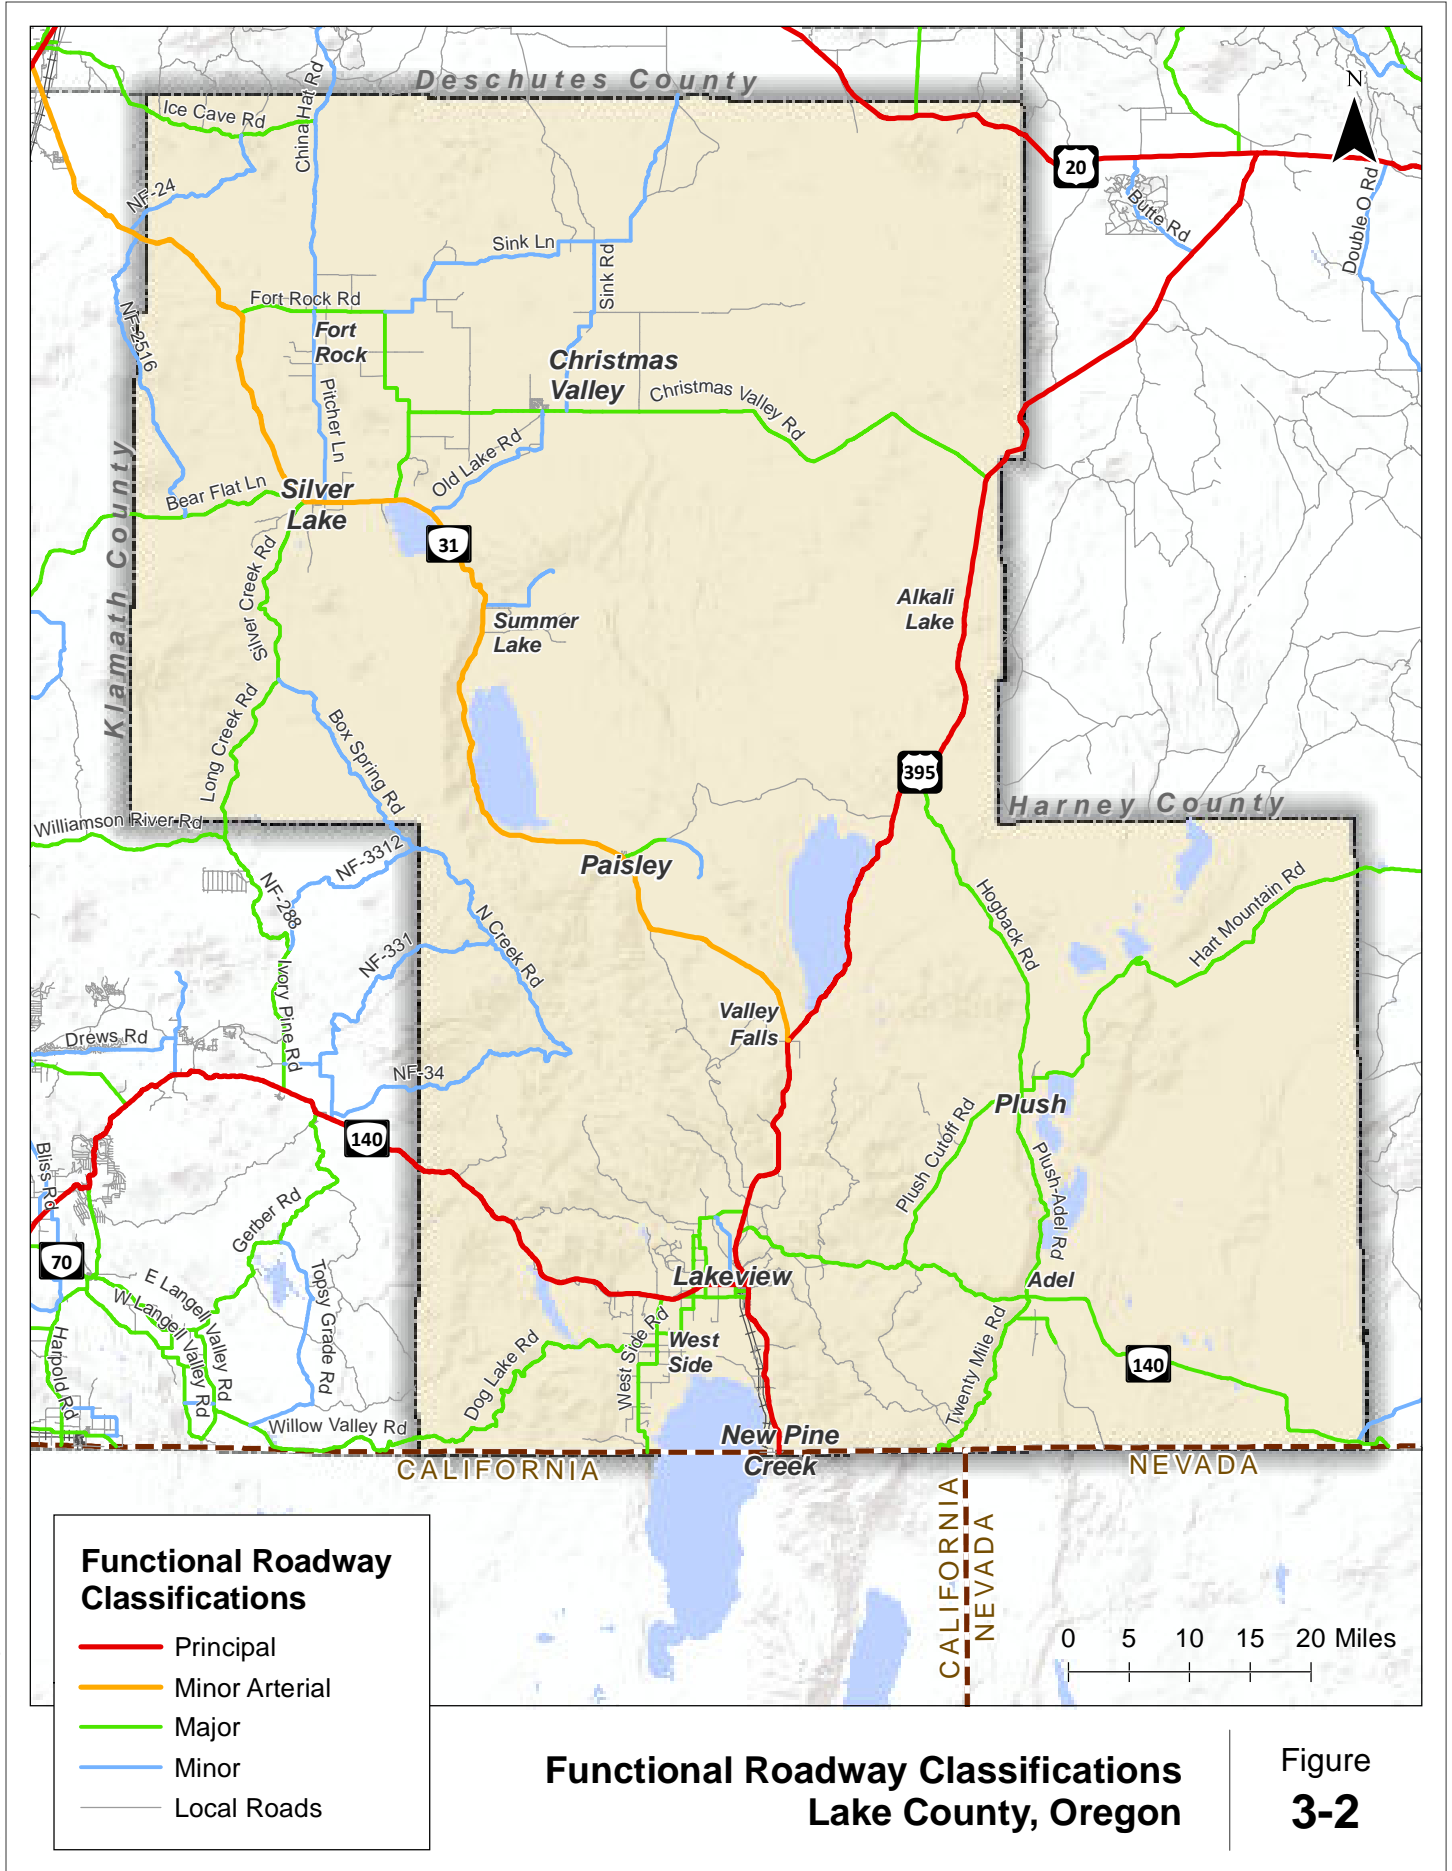 Deschutes County
N
Ice Cave Rd
China Hat Rd
20
NF-24
Butte Rd
Double O Rd
Sink Ln
Sink Rd
Fort Rock Rd
NF-2516
Fort
Rock
Christmas
Valley
Christmas Valley Rd
Pitcher Ln
Old Lake Rd
Klamath County
Bear Flat Ln
Silver
Lake
31
Silver Creek Rd
Alkali
Lake
Summer
Lake
Long Creek Rd
Box Spring Rd
395
Harney County
Williamson River Rd
NF-3312
Paisley
NF-288
Hogback Rd
Hart Mountain Rd
N Creek Rd
NF-331
Ivory Pine Rd
Valley
Falls
Drews Rd
NF-34
Plush
140
Bliss Rd
Plush Cutoff Rd
Plush-Adel Rd
Gerber Rd
70
Lakeview
Adel
E Langell Valley Rd
W Langell Valley Rd
Topsy Grade Rd
West Side Rd
West
Side
Twenty Mile Rd
140
Harpold Rd
Dog Lake Rd
Willow Valley Rd
New Pine
Creek
CALIFORNIA
NEVADA
CALIFORNIA
NEVADA
Functional Roadway
Classifications
Principal
Minor Arterial
Major
Minor
Local Roads
0 5 10 15 20 Miles
Functional Roadway Classifications
Lake County, Oregon
Figure
3-2